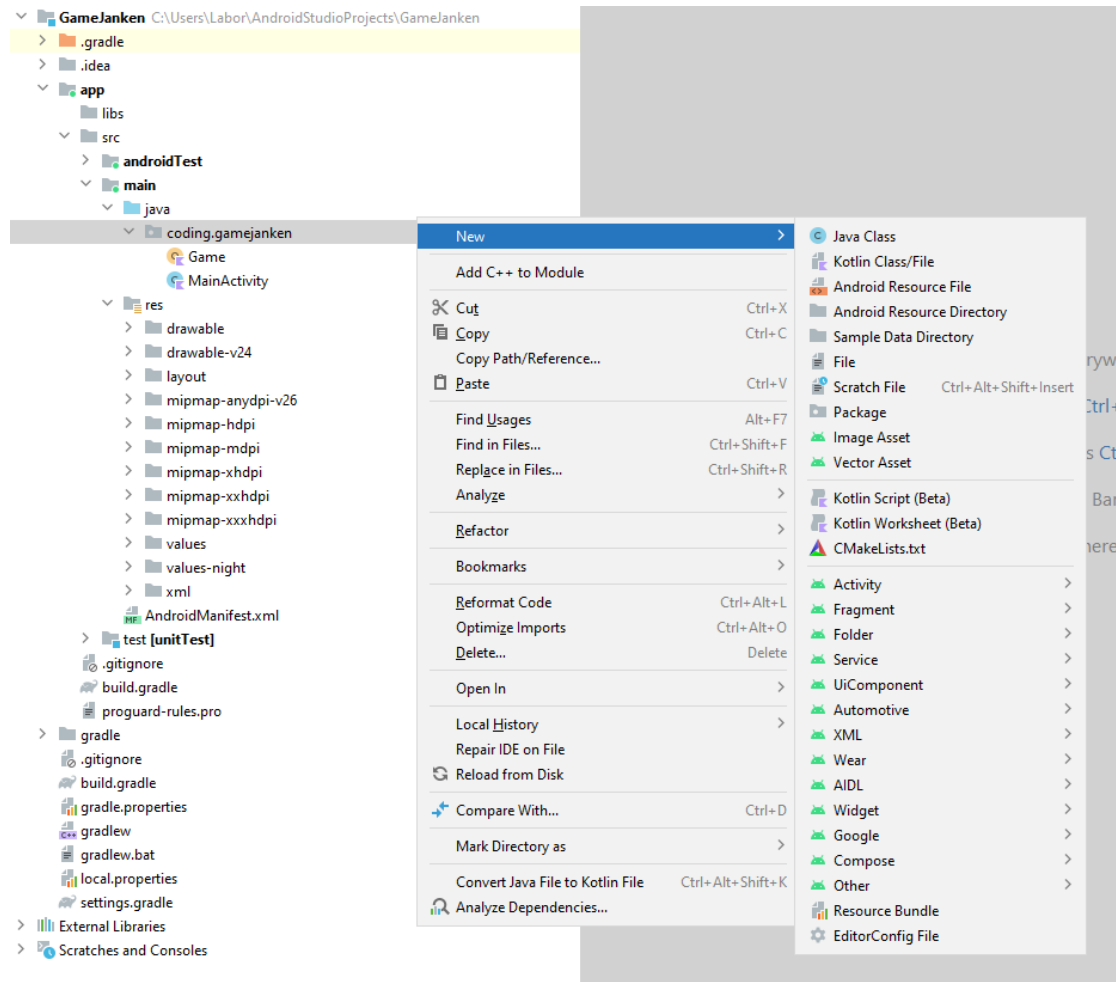 GameJanken C:\Users\Labor\AndroidStudioProjects\GameJanken
.gradle
.idea
app
libs
src
androidTest
main
java
coding.gamejanken
Game
MainActivity
res
drawable
drawable-v24
layout
mipmap-anydpi-v26
mipmap-hdpi
mipmap-mdpi
mipmap-xhdpi
mipmap-xxhdpi
mipmap-xxxhdpi
values
values-night
xml
MF AndroidManifest.xml
test [unitTest]
.gitignore
build.gradle
proguard-rules.pro
gradle
.gitignore
build.gradle
gradle.properties
C++ gradlew
gradlew.bat
local.properties
settings.gradle
External Libraries
Scratches and Consoles
New
Add C++ to Module
Cut Ctrl+X
Copy Ctrl+C
Copy Path/Reference...
Paste Ctrl+V
Find Usages Alt+F7
Find in Files... Ctrl+Shift+F
Replace in Files... Ctrl+Shift+R
Analyze
Refactor
Bookmarks
Reformat Code Ctrl+Alt+L
Optimize Imports Ctrl+Alt+O
Delete... Delete
Open In
Local History
Repair IDE on File
Reload from Disk
Compare With... Ctrl+D
Mark Directory as
Convert Java File to Kotlin File Ctrl+Alt+Shift+K
Analyze Dependencies...
C Java Class
Kotlin Class/File
Android Resource File
Android Resource Directory
Sample Data Directory
File
Scratch File Ctrl+Alt+Shift+Insert
Package
Image Asset
Vector Asset
Kotlin Script (Beta)
Kotlin Worksheet (Beta)
CMakeLists.txt
Activity
Fragment
Folder
Service
UiComponent
Automotive
XML
Wear
AIDL
Widget
Google
Compose
Other
Resource Bundle
EditorConfig File